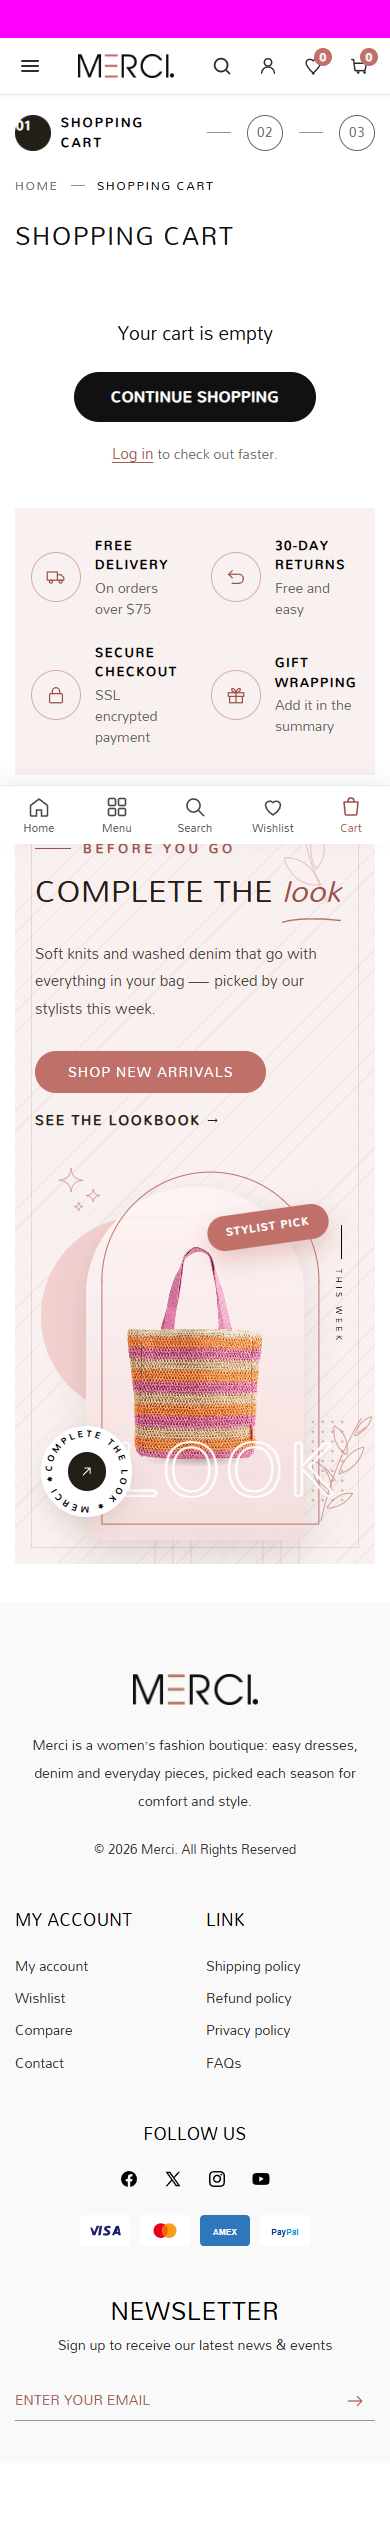 MERCI.
0
0
01
SHOPPING
CART
02
03
HOME — SHOPPING CART
SHOPPING CART
Your cart is empty
CONTINUE SHOPPING
Log in to check out faster.
FREE
DELIVERY
On orders
over $75
30-DAY
RETURNS
Free and
easy
SECURE
CHECKOUT
SSL
encrypted
payment
GIFT
WRAPPING
Add it in the
summary
Home
Menu
Search
Wishlist
Cart
BEFORE YOU GO
COMPLETE THE look
Soft knits and washed denim that go with
everything in your bag — picked by our
stylists this week.
SHOP NEW ARRIVALS
SEE THE LOOKBOOK →
STYLIST PICK
THIS WEEK
LOOK
COMPLETE THE LOOK * MERCI *
MERCI.
Merci is a women's fashion boutique: easy dresses,
denim and everyday pieces, picked each season for
comfort and style.
© 2026 Merci. All Rights Reserved
MY ACCOUNT
My account
Wishlist
Compare
Contact
LINK
Shipping policy
Refund policy
Privacy policy
FAQs
FOLLOW US
VISA
AMEX
PayPal
NEWSLETTER
Sign up to receive our latest news & events
ENTER YOUR EMAIL